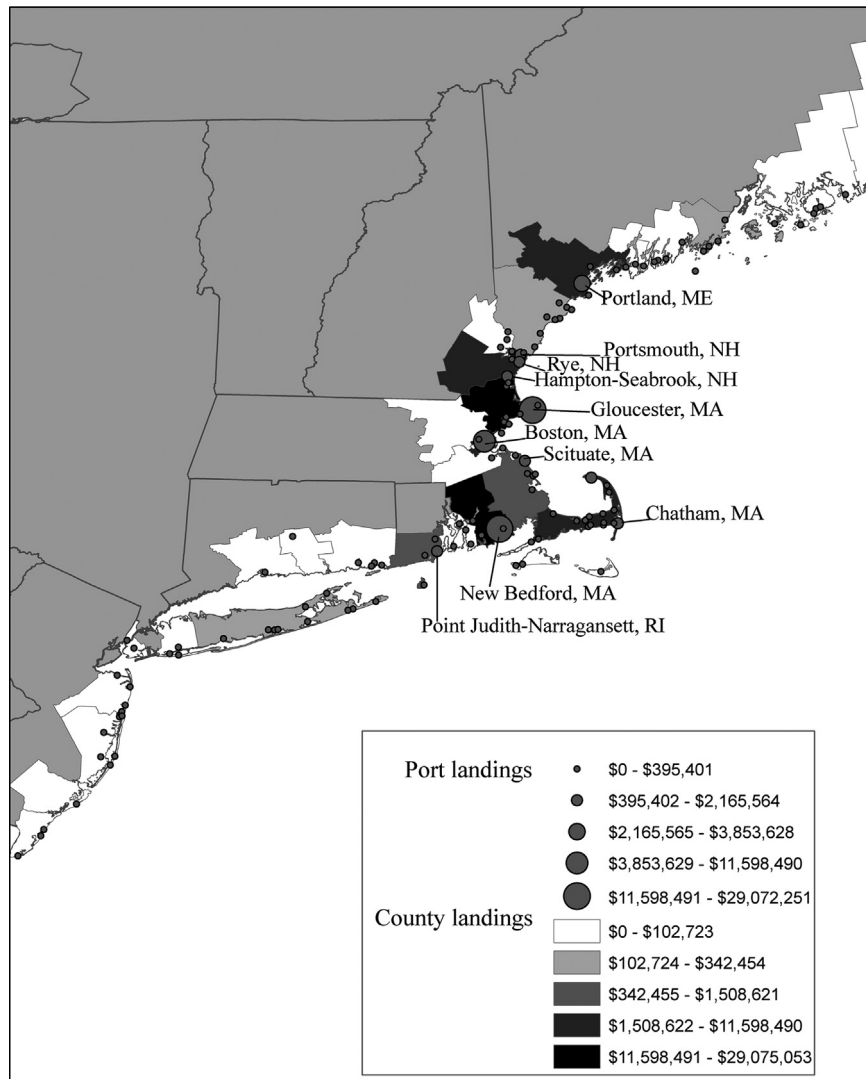 Portland, ME
Portsmouth, NH
Rye, NH
Hampton-Seabrook, NH
Gloucester, MA
Boston, MA
Scituate, MA
Chatham, MA
New Bedford, MA
Point Judith-Narragansett, RI
Port landings
$0 - $395,401
$395,402 - $2,165,564
$2,165,565 - $3,853,628
$3,853,629 - $11,598,490
$11,598,491 - $29,072,251
County landings
$0 - $102,723
$102,724 - $342,454
$342,455 - $1,508,621
$1,508,622 - $11,598,490
$11,598,491 - $29,075,053